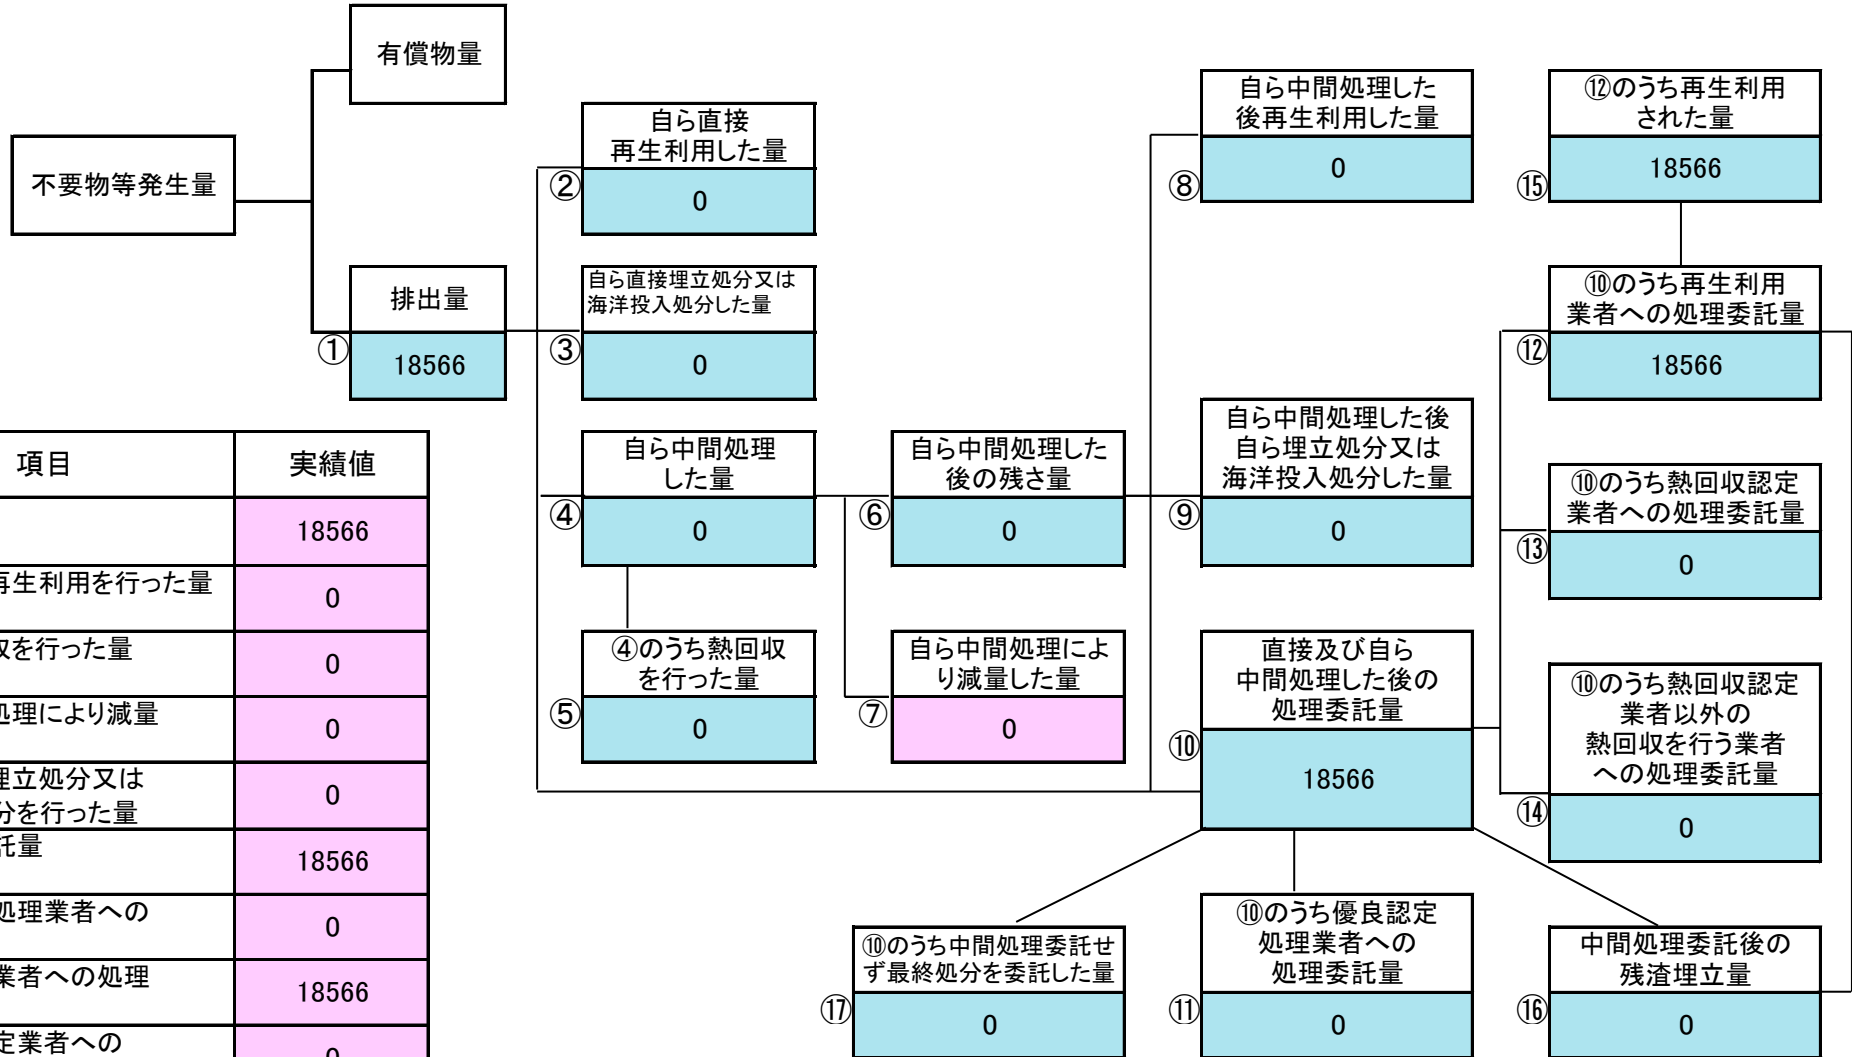 有償物量
不要物等発生量
排出量
①
18566
自ら直接
再生利用した量
②
0
自ら直接埋立処分又は
海洋投入処分した量
③
0
自ら中間処理
した量
④
0
④のうち熱回収
を行った量
⑤
0
自ら中間処理した
後の残さ量
⑥
0
自ら中間処理によ
り減量した量
⑦
0
自ら中間処理した
後再生利用した量
⑧
0
自ら中間処理した後
自ら埋立処分又は
海洋投入処分した量
⑨
0
直接及び自ら
中間処理した後の
処理委託量
⑩
18566
⑫のうち再生利用
された量
⑮
18566
⑩のうち再生利用
業者への処理委託量
⑫
18566
⑩のうち熱回収認定
業者への処理委託量
⑬
0
⑩のうち熱回収認定
業者以外の
熱回収を行う業者
への処理委託量
⑭
0
⑩のうち中間処理委託せ
ず最終処分を委託した量
⑰
0
⑩のうち優良認定
処理業者への
処理委託量
⑪
0
中間処理委託後の
残渣埋立量
⑯
0
項目 実績値
18566
再生利用を行った量 0
を行った量 0
処理により減量 0
埋立処分又は
分を行った量 0
託量 18566
処理業者への 0
業者への処理 18566
定業者への 0